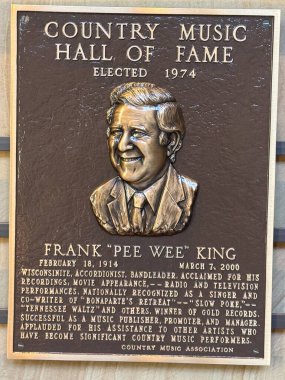 COUNTRY MUSIC
HALL OF FAME
ELECTED 1974
FRANK "PEE WEE" KING
FEBRUARY 18, 1914 MARCH 7, 2000
WISCONSINITE, ACCORDIONIST, BANDLEADER. ACCLAIMED FOR HIS
RECORDINGS, MOVIE APPEARANCE,-- RADIO AND TELEVISION
PERFORMANCES. NATIONALLY RECOGNIZED AS A SINGER AND
CO-WRITER OF "BONAPARTE'S RETREAT"--"SLOW POKE,"--
"TENNESSEE WALTZ" AND OTHERS. WINNER OF GOLD RECORDS.
SUCCESSFUL AS A MUSIC PUBLISHER, PROMOTER, AND MANAGER.
APPLAUDED FOR HIS ASSISTANCE TO OTHER ARTISTS WHO
HAVE BECOME SIGNIFICANT COUNTRY MUSIC PERFORMERS.
COUNTRY MUSIC ASSOCIATION